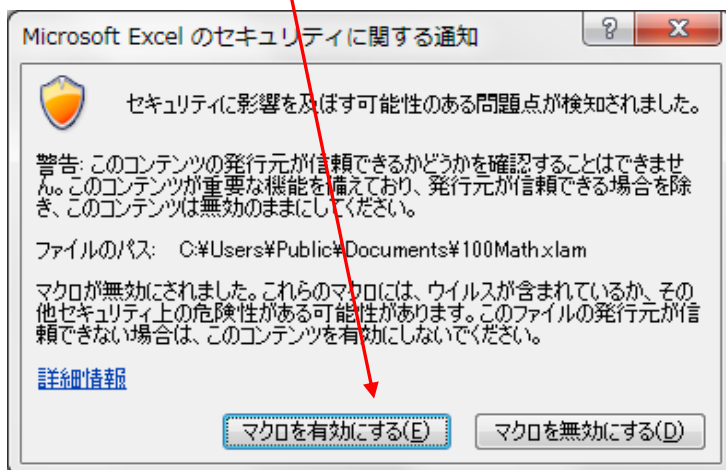 Microsoft Excel のセキュリティに関する通知
セキュリティに影響を及ぼす可能性のある問題点が検知されました。
警告: このコンテンツの発行元が信頼できるかどうかを確認することはできませ
ん。このコンテンツが重要な機能を備えており、発行元が信頼できる場合を除
き、このコンテンツは無効のままにしてください。
ファイルのパス: C:¥Users¥Public¥Documents¥100Math.xlam
マクロが無効にされました。これらのマクロには、ウイルスが含まれているか、その
他セキュリティ上の危険性がある可能性があります。このファイルの発行元が信
頼できない場合は、このコンテンツを有効にしないでください。
詳細情報
マクロを有効にする(E) マクロを無効にする(D)